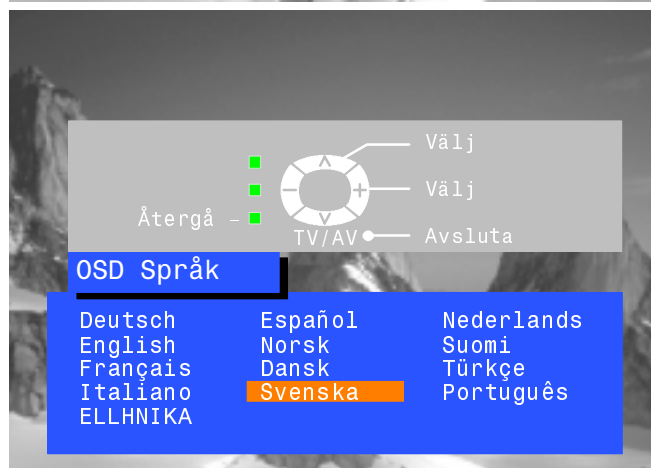 Välj
Välj
Återgå
TV/AV Avsluta
OSD Språk
Deutsch Español Nederlands
English Norsk Suomi
Français Dansk Türkçe
Italiano Svenska Português
ELLHNIKA